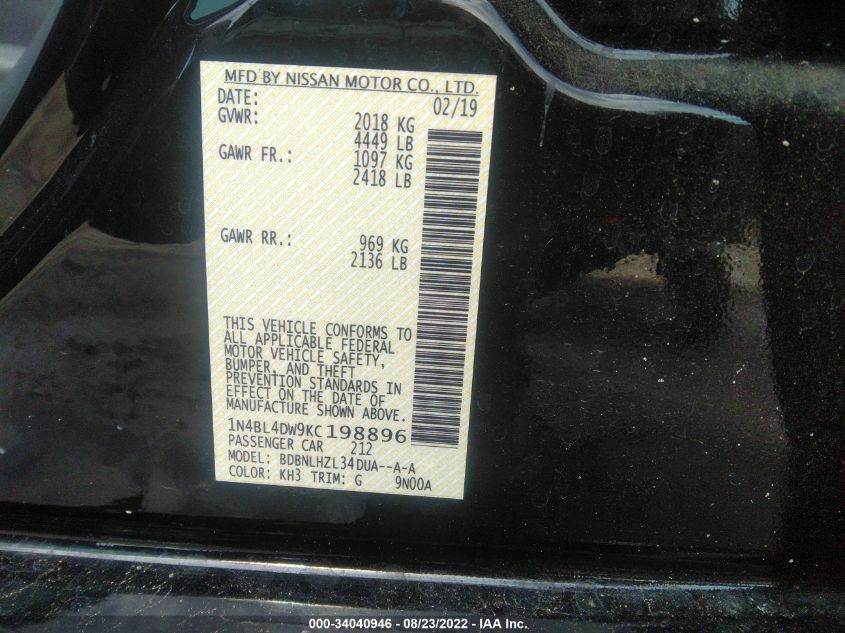 MFD BY NISSAN MOTOR CO., LTD.
DATE: 02/19
GVWR: 2018 KG
4449 LB
GAWR FR.: 1097 KG
2418 LB
GAWR RR.: 969 KG
2136 LB
THIS VEHICLE CONFORMS TO
ALL APPLICABLE FEDERAL
MOTOR VEHICLE SAFETY,
BUMPER, AND THEFT
PREVENTION STANDARDS IN
EFFECT ON THE DATE OF
MANUFACTURE SHOWN ABOVE.
1N4BL4DW9KC198896
PASSENGER CAR 212
MODEL: BDBNLHZL34DUA--A-A
COLOR: KH3 TRIM: G 9N00A
000-34040946 - 08/23/2022 - IAA Inc.